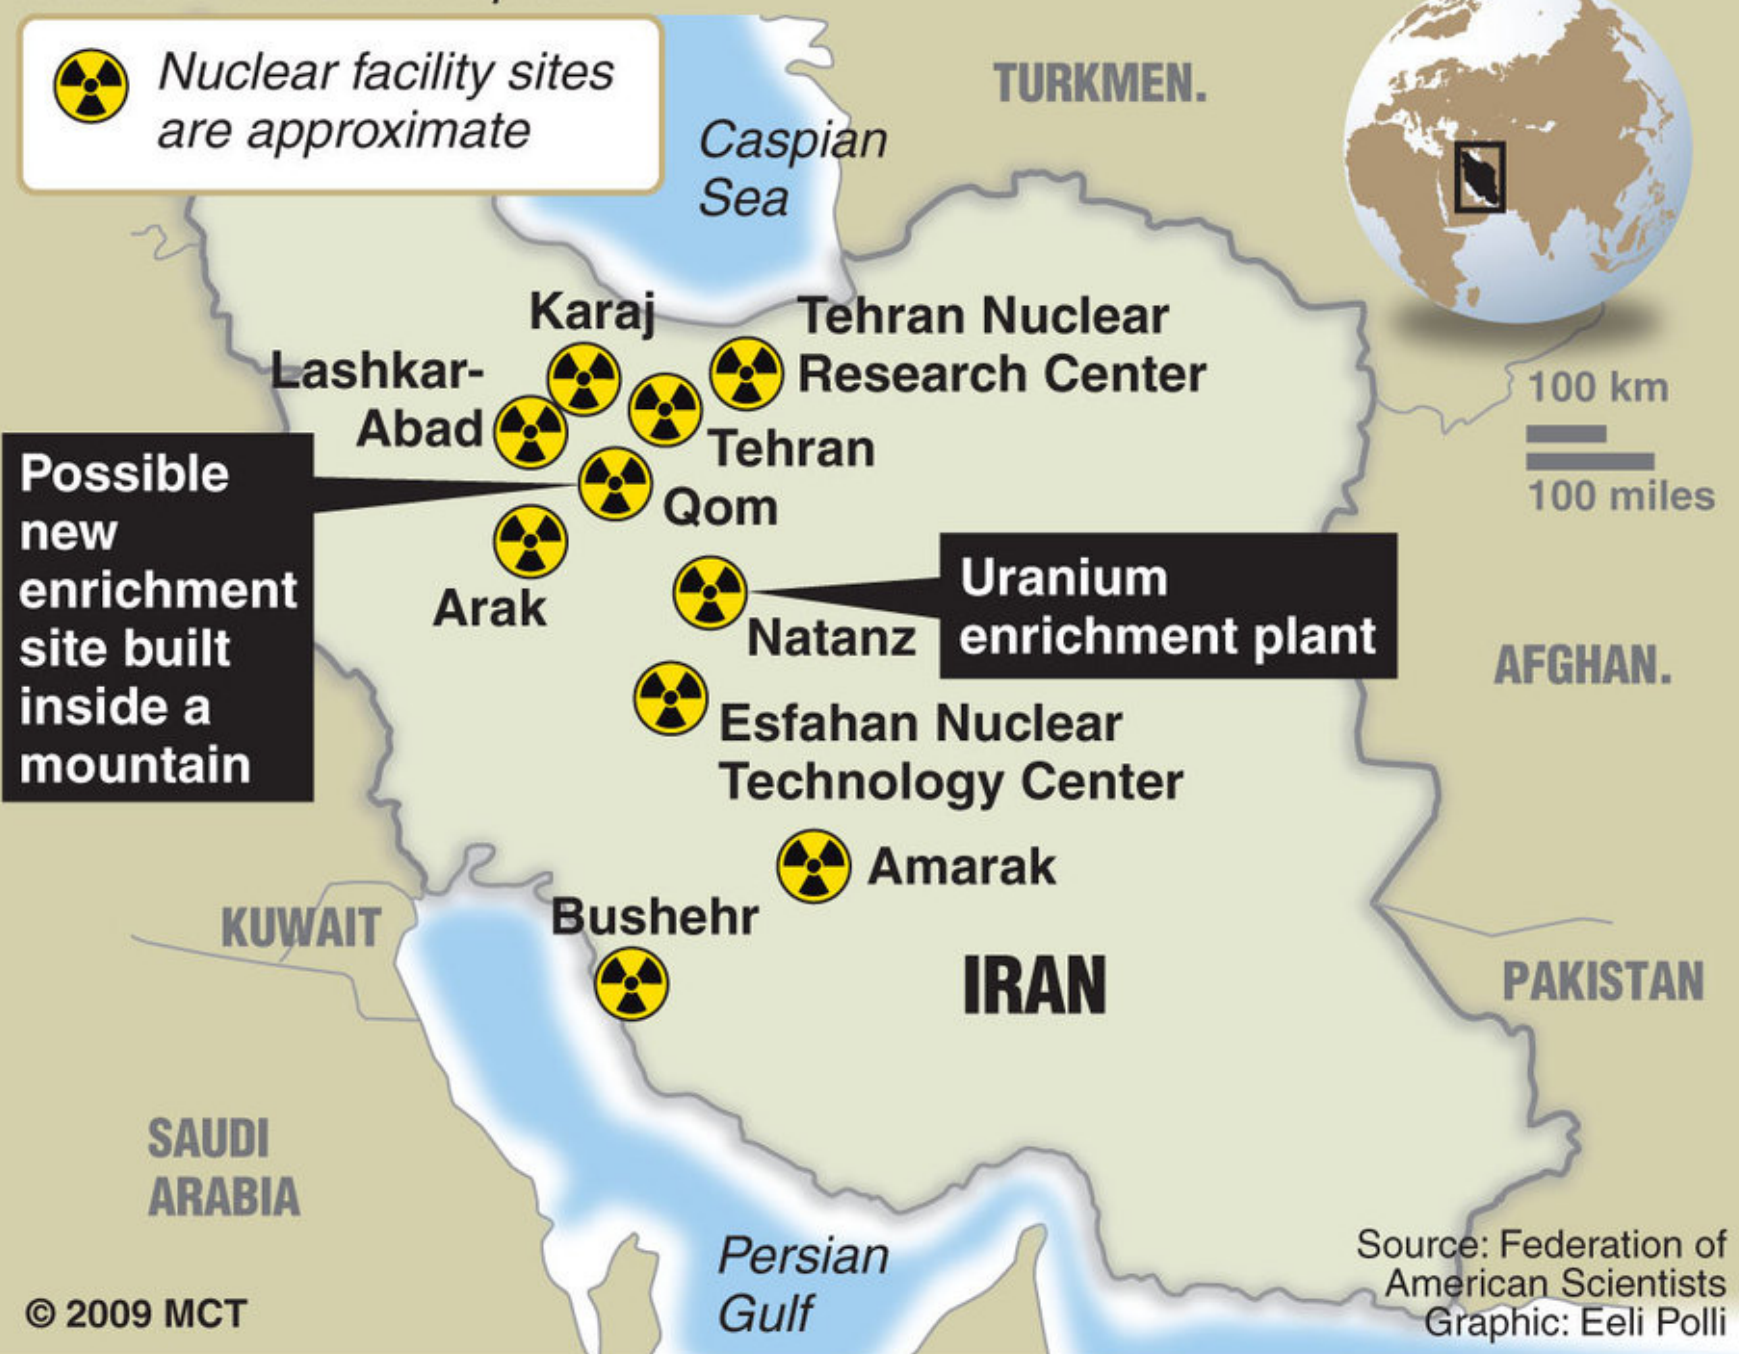 Nuclear facility sites
are approximate
TURKMEN.
Caspian
Sea
Karaj
Tehran Nuclear
Research Center
Lashkar-
Abad
Tehran
100 km
100 miles
Possible
new
enrichment
site built
inside a
mountain
Qom
Arak
Uranium
enrichment plant
Natanz
AFGHAN.
Esfahan Nuclear
Technology Center
Amarak
Bushehr
KUWAIT
IRAN
PAKISTAN
SAUDI
ARABIA
Persian
Gulf
Source: Federation of
American Scientists
Graphic: Eeli Polli
© 2009 MCT